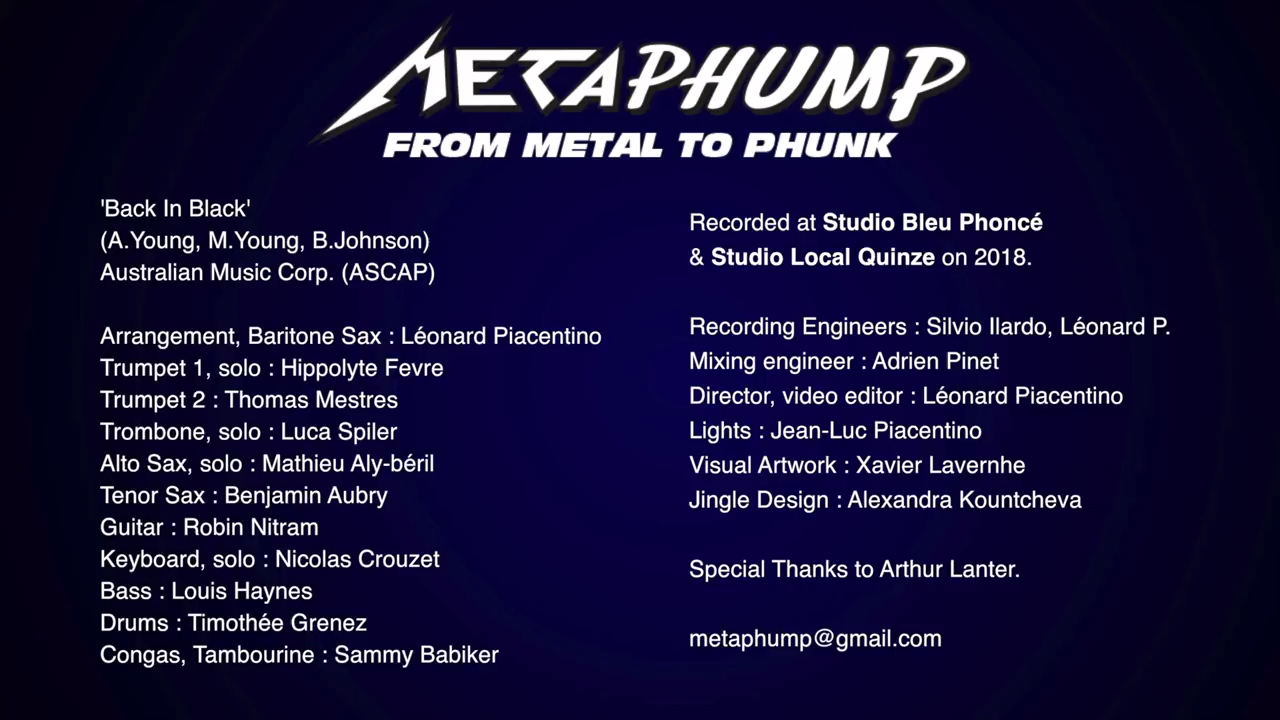 METAPHUMP
FROM METAL TO PHUNK
'Back In Black'
(A.Young, M.Young, B.Johnson)
Australian Music Corp. (ASCAP)
Arrangement, Baritone Sax : Léonard Piacentino
Trumpet 1, solo : Hippolyte Fevre
Trumpet 2 : Thomas Mestres
Trombone, solo : Luca Spiler
Alto Sax, solo : Mathieu Aly-béril
Tenor Sax : Benjamin Aubry
Guitar : Robin Nitram
Keyboard, solo : Nicolas Crouzet
Bass : Louis Haynes
Drums : Timothée Grenez
Congas, Tambourine : Sammy Babiker
Recorded at Studio Bleu Phoncé
& Studio Local Quinze on 2018.
Recording Engineers : Silvio Ilardo, Léonard P.
Mixing engineer : Adrien Pinet
Director, video editor : Léonard Piacentino
Lights : Jean-Luc Piacentino
Visual Artwork : Xavier Lavernhe
Jingle Design : Alexandra Kountcheva
Special Thanks to Arthur Lanter.
metaphump@gmail.com